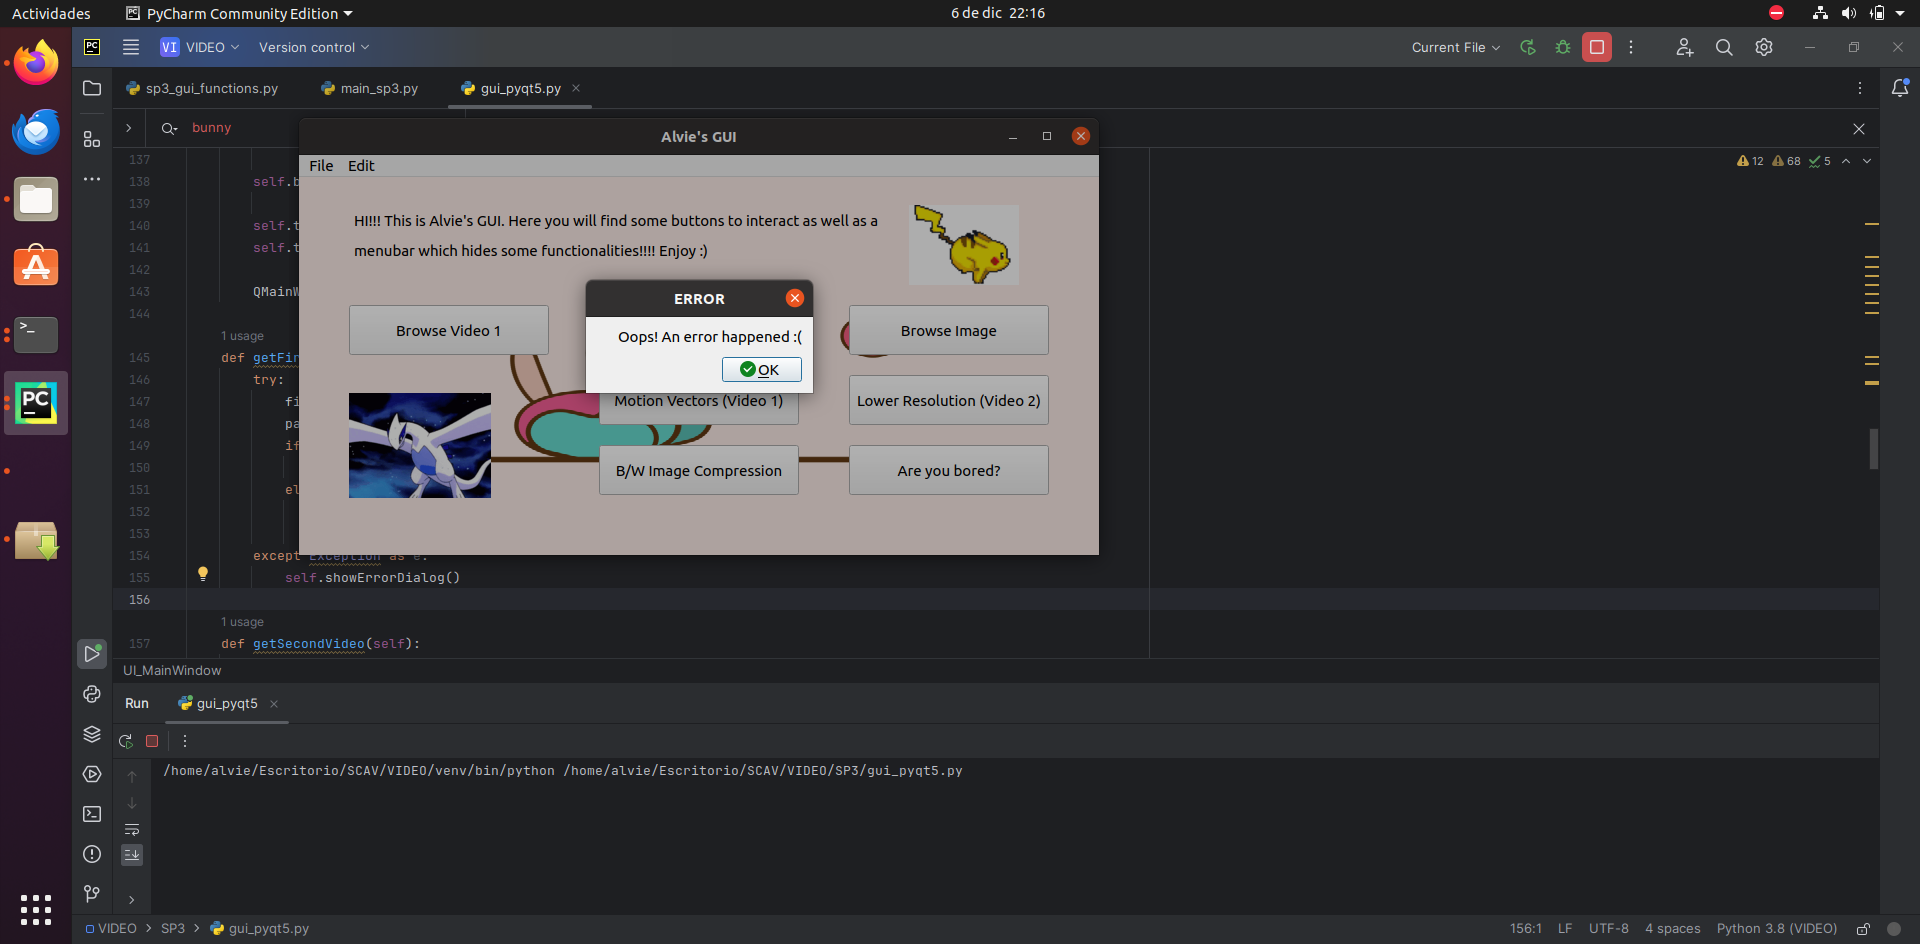 Actividades
PyCharm Community Edition
6 de dic 22:16
PC
VI VIDEO
Version control
Current File
sp3_gui_functions.py
main_sp3.py
gui_pyqt5.py
bunny
12 68 5
Alvie's GUI
File Edit
HI!!! This is Alvie's GUI. Here you will find some buttons to interact as well as a
menubar which hides some functionalities!!!! Enjoy :)
Browse Video 1
Browse Image
ERROR
Oops! An error happened :(
OK
Motion Vectors (Video 1)
Lower Resolution (Video 2)
B/W Image Compression
Are you bored?
137
138 self.b
139
140 self.t
141 self.t
142
143 QMainW
144
1 usage
145 def getFir
146 try:
147 fi
148 pa
149 if
150
151 el
152
153
154 except Exception as e:
155 self.showErrorDialog()
156
1 usage
157 def getSecondVideo(self):
UI_MainWindow
Run
gui_pyqt5
/home/alvie/Escritorio/SCAV/VIDEO/venv/bin/python /home/alvie/Escritorio/SCAV/VIDEO/SP3/gui_pyqt5.py
VIDEO > SP3 > gui_pyqt5.py
156:1 LF UTF-8 4 spaces Python 3.8 (VIDEO)
PC